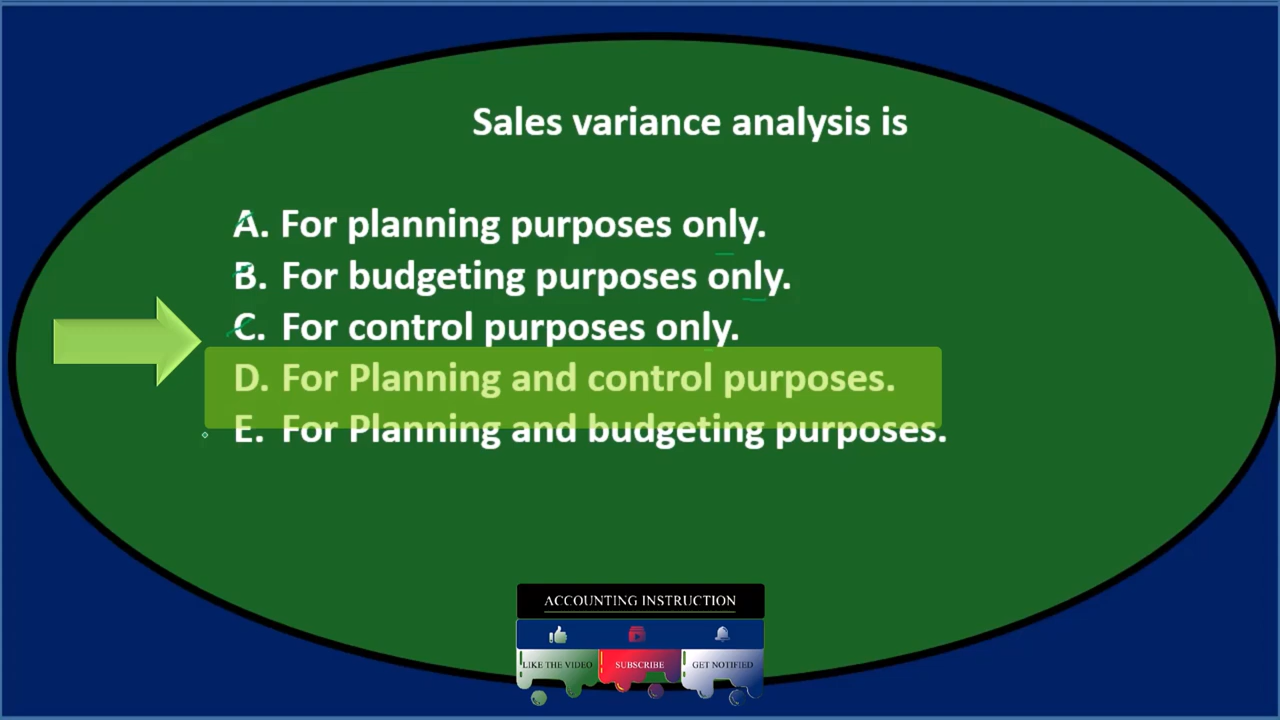 Sales variance analysis is
A. For planning purposes only.
B. For budgeting purposes only.
C. For control purposes only.
D. For Planning and control purposes.
E. For Planning and budgeting purposes.
ACCOUNTING INSTRUCTION
LIKE THE VIDEO SUBSCRIBE GET NOTIFIED